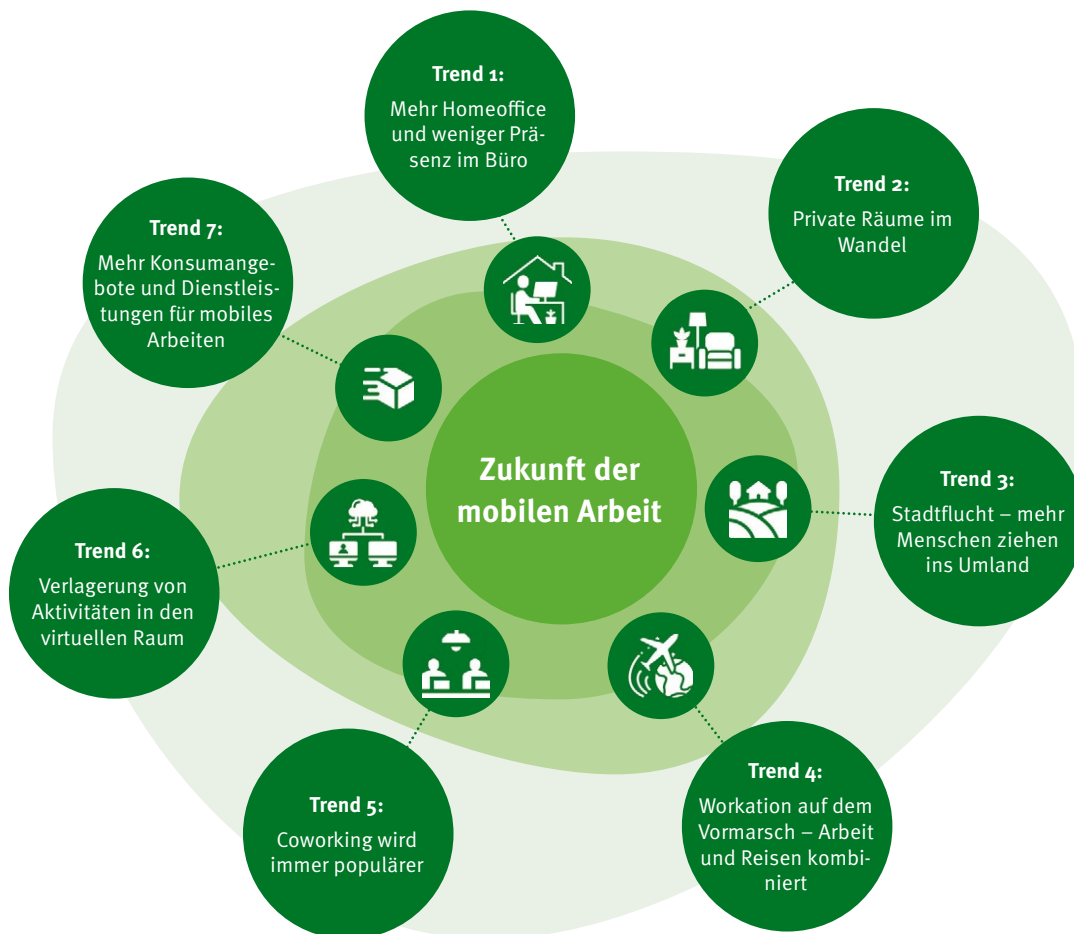 Trend 1:
Mehr Homeoffice
und weniger Prä-
senz im Büro
Trend 2:
Private Räume im
Wandel
Trend 3:
Stadtflucht – mehr
Menschen ziehen
ins Umland
Trend 4:
Workation auf dem
Vormarsch – Arbeit
und Reisen kombi-
niert
Trend 5:
Coworking wird
immer populärer
Trend 6:
Verlagerung von
Aktivitäten in den
virtuellen Raum
Trend 7:
Mehr Konsumange-
bote und Dienstleis-
tungen für mobiles
Arbeiten
Zukunft der
mobilen Arbeit